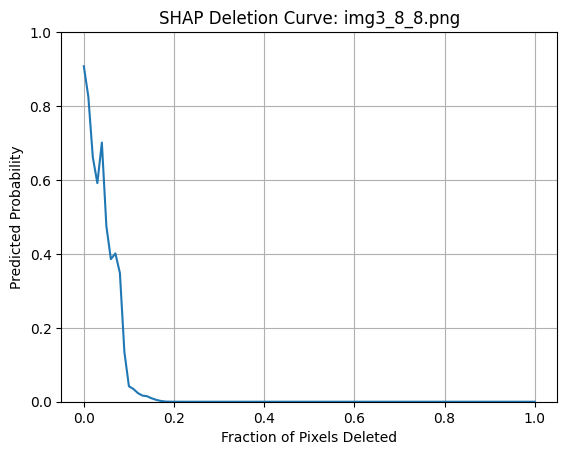 SHAP Deletion Curve: img3_8_8.png
1.0
0.8
0.6
0.4
0.2
0.0
Predicted Probability
0.0 0.2 0.4 0.6 0.8 1.0
Fraction of Pixels Deleted